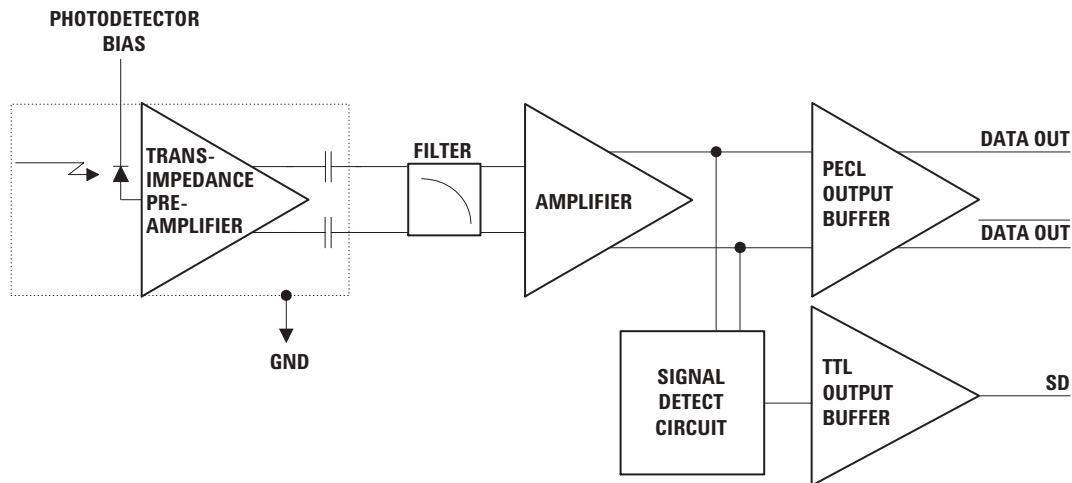 PHOTODETECTOR
BIAS
TRANS-
IMPEDANCE
PRE-
AMPLIFIER
GND
FILTER
AMPLIFIER
PECL
OUTPUT
BUFFER
DATA OUT
DATA OUT
SIGNAL
DETECT
CIRCUIT
TTL
OUTPUT
BUFFER
SD